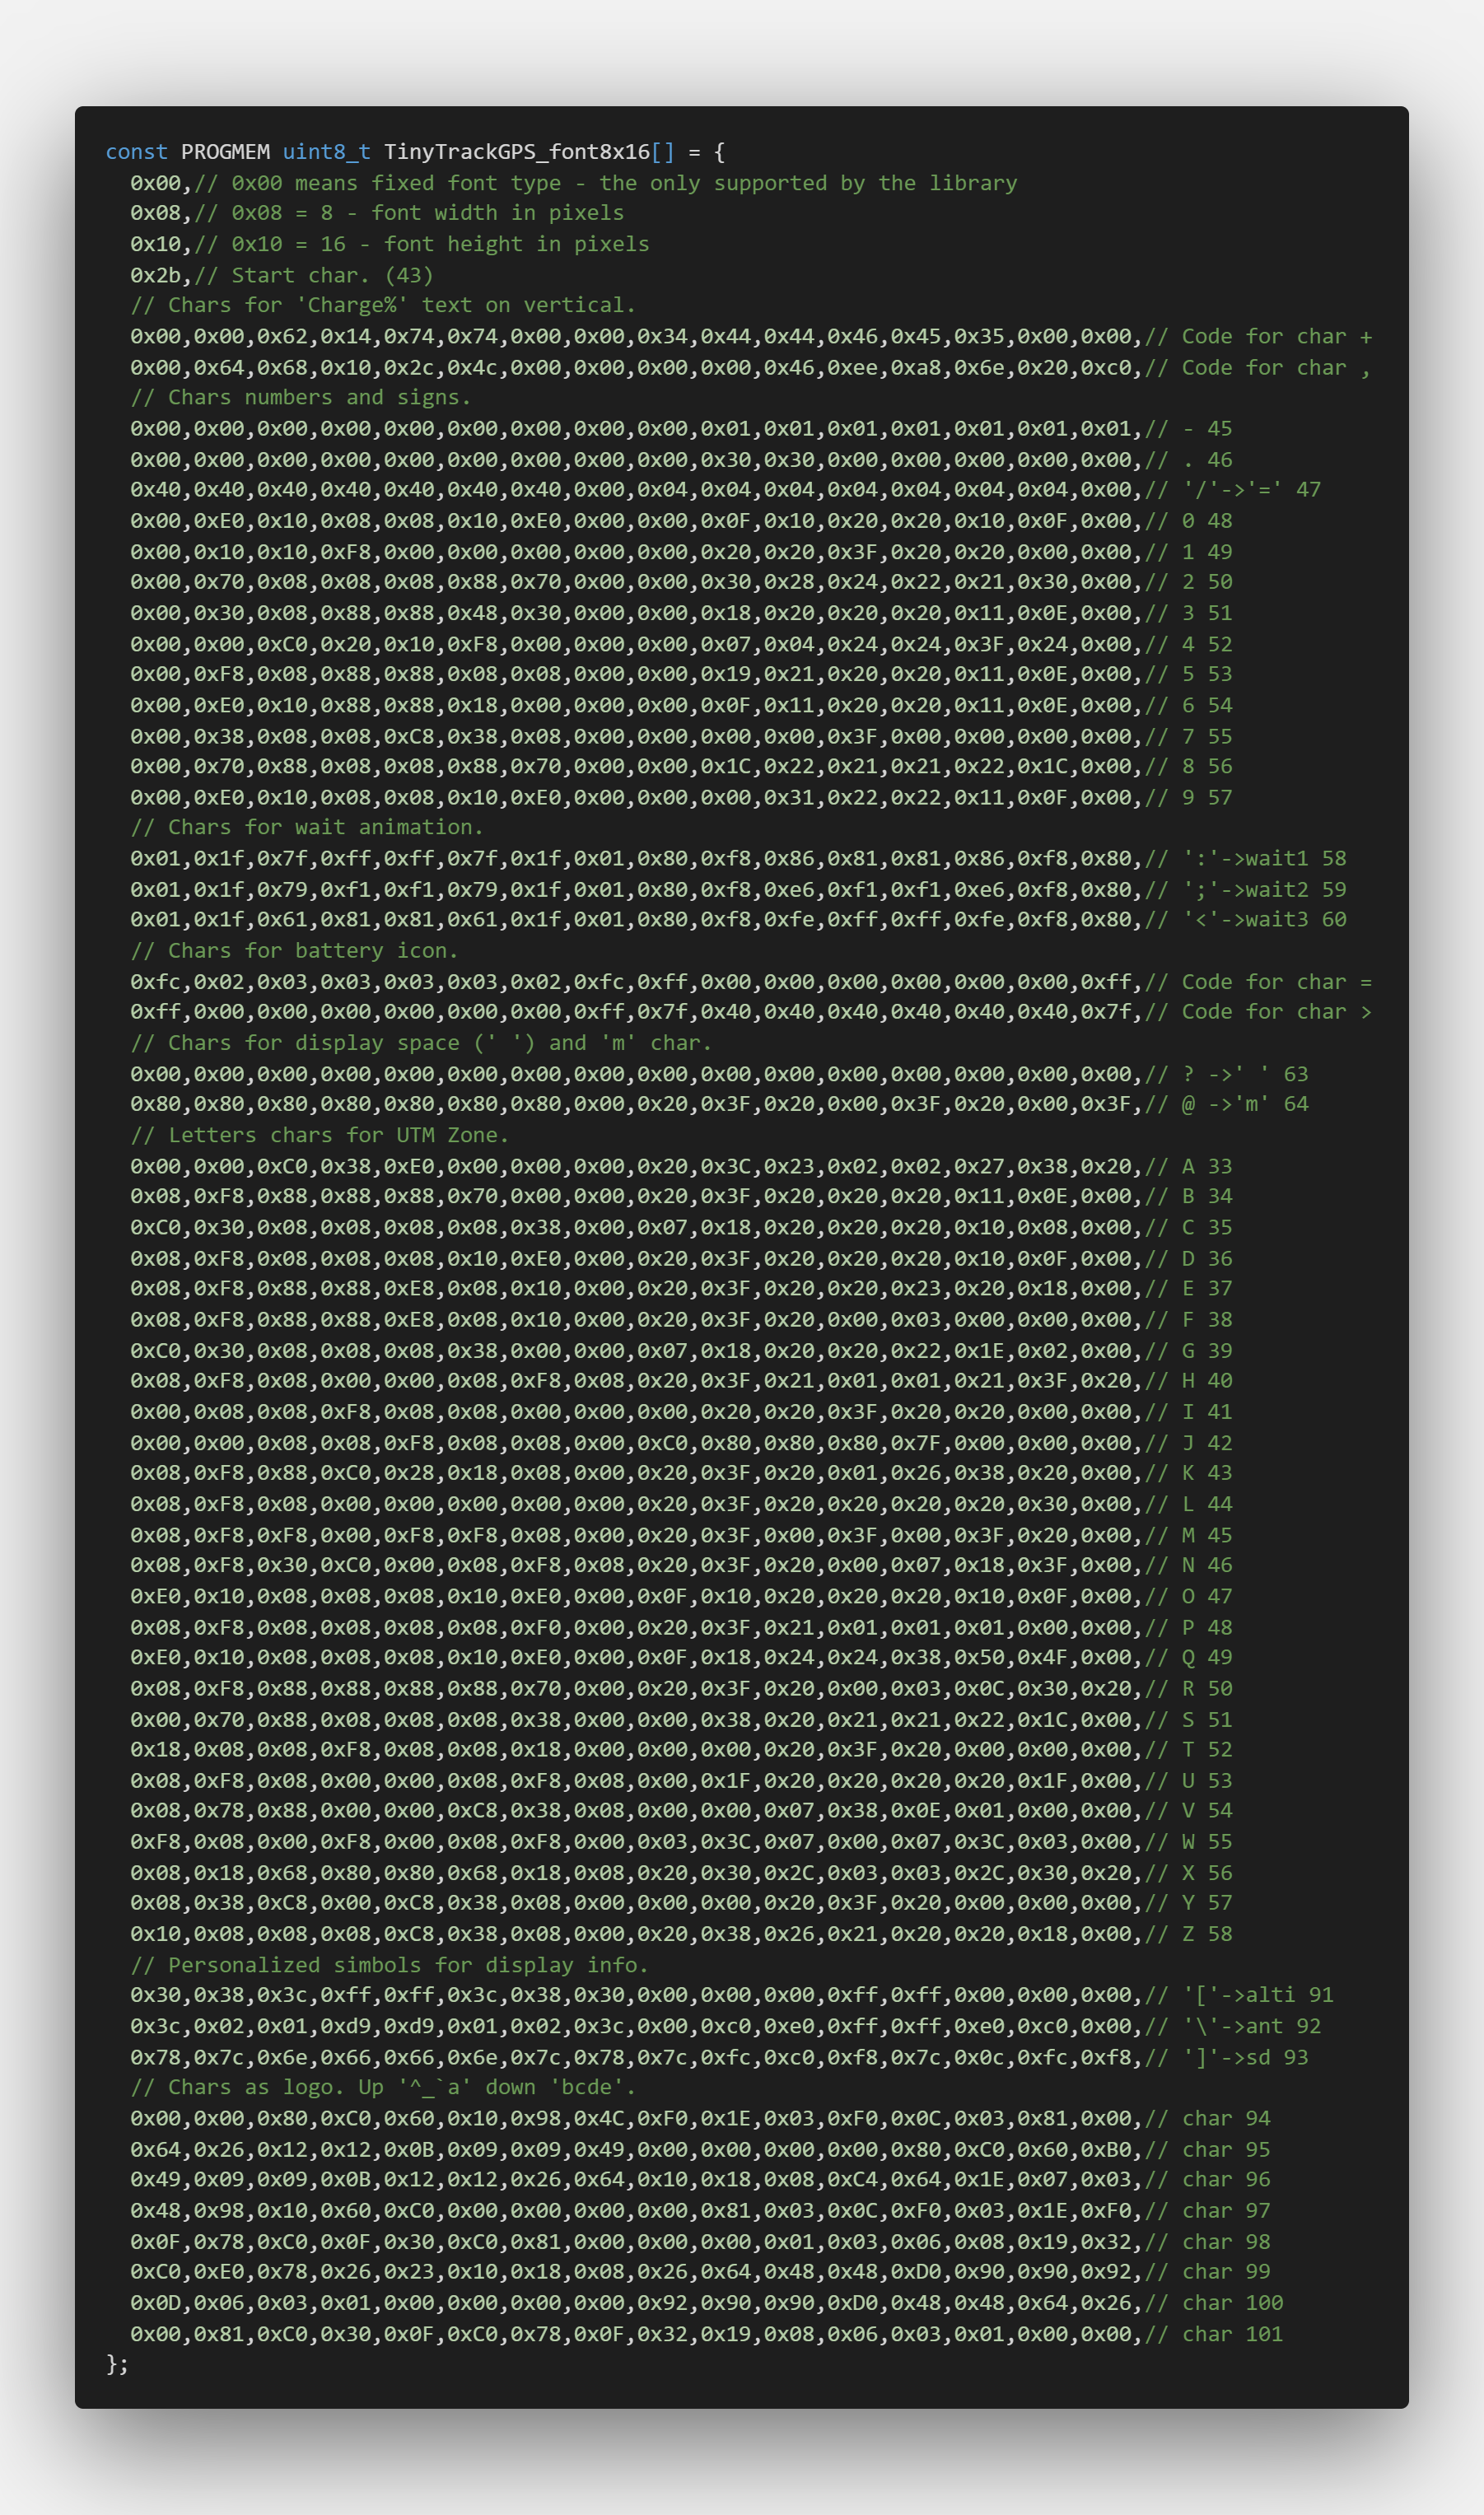 const PROGMEM uint8_t TinyTrackGPS_font8x16[] = {
  0x00,// 0x00 means fixed font type - the only supported by the library
  0x08,// 0x08 = 8 - font width in pixels
  0x10,// 0x10 = 16 - font height in pixels
  0x2b,// Start char. (43)
  // Chars for 'Charge%' text on vertical.
  0x00,0x00,0x62,0x14,0x74,0x74,0x00,0x00,0x34,0x44,0x44,0x46,0x45,0x35,0x00,0x00,// Code for char +
  0x00,0x64,0x68,0x10,0x2c,0x4c,0x00,0x00,0x00,0x00,0x46,0xee,0xa8,0x6e,0x20,0xc0,// Code for char ,
  // Chars numbers and signs.
  0x00,0x00,0x00,0x00,0x00,0x00,0x00,0x00,0x00,0x01,0x01,0x01,0x01,0x01,0x01,0x01,// - 45
  0x00,0x00,0x00,0x00,0x00,0x00,0x00,0x00,0x00,0x30,0x30,0x00,0x00,0x00,0x00,0x00,// . 46
  0x40,0x40,0x40,0x40,0x40,0x40,0x40,0x00,0x04,0x04,0x04,0x04,0x04,0x04,0x04,0x00,// '/'->'=' 47
  0x00,0xE0,0x10,0x08,0x08,0x10,0xE0,0x00,0x00,0x0F,0x10,0x20,0x20,0x10,0x0F,0x00,// 0 48
  0x00,0x10,0x10,0xF8,0x00,0x00,0x00,0x00,0x00,0x20,0x20,0x3F,0x20,0x20,0x00,0x00,// 1 49
  0x00,0x70,0x08,0x08,0x08,0x88,0x70,0x00,0x00,0x30,0x28,0x24,0x22,0x21,0x30,0x00,// 2 50
  0x00,0x30,0x08,0x88,0x88,0x48,0x30,0x00,0x00,0x18,0x20,0x20,0x20,0x11,0x0E,0x00,// 3 51
  0x00,0x00,0xC0,0x20,0x10,0xF8,0x00,0x00,0x00,0x07,0x04,0x24,0x24,0x3F,0x24,0x00,// 4 52
  0x00,0xF8,0x08,0x88,0x88,0x08,0x08,0x00,0x00,0x19,0x21,0x20,0x20,0x11,0x0E,0x00,// 5 53
  0x00,0xE0,0x10,0x88,0x88,0x18,0x00,0x00,0x00,0x0F,0x11,0x20,0x20,0x11,0x0E,0x00,// 6 54
  0x00,0x38,0x08,0x08,0xC8,0x38,0x08,0x00,0x00,0x00,0x00,0x3F,0x00,0x00,0x00,0x00,// 7 55
  0x00,0x70,0x88,0x08,0x08,0x88,0x70,0x00,0x00,0x1C,0x22,0x21,0x21,0x22,0x1C,0x00,// 8 56
  0x00,0xE0,0x10,0x08,0x08,0x10,0xE0,0x00,0x00,0x00,0x31,0x22,0x22,0x11,0x0F,0x00,// 9 57
  // Chars for wait animation.
  0x01,0x1f,0x7f,0xff,0xff,0x7f,0x1f,0x01,0x80,0xf8,0x86,0x81,0x81,0x86,0xf8,0x80,// ':'->wait1 58
  0x01,0x1f,0x79,0xf1,0xf1,0x79,0x1f,0x01,0x80,0xf8,0xe6,0xf1,0xf1,0xe6,0xf8,0x80,// ';'->wait2 59
  0x01,0x1f,0x61,0x81,0x81,0x61,0x1f,0x01,0x80,0xf8,0xfe,0xff,0xff,0xfe,0xf8,0x80,// '<'->wait3 60
  // Chars for battery icon.
  0xfc,0x02,0x03,0x03,0x03,0x03,0x02,0xfc,0xff,0x00,0x00,0x00,0x00,0x00,0x00,0xff,// Code for char =
  0xff,0x00,0x00,0x00,0x00,0x00,0x00,0xff,0x7f,0x40,0x40,0x40,0x40,0x40,0x40,0x7f,// Code for char >
  // Chars for display space (' ') and 'm' char.
  0x00,0x00,0x00,0x00,0x00,0x00,0x00,0x00,0x00,0x00,0x00,0x00,0x00,0x00,0x00,0x00,// ? ->' ' 63
  0x80,0x80,0x80,0x80,0x80,0x80,0x80,0x00,0x20,0x3F,0x20,0x00,0x3F,0x20,0x00,0x3F,// @ ->'m' 64
  // Letters chars for UTM Zone.
  0x00,0x00,0xC0,0x38,0xE0,0x00,0x00,0x00,0x20,0x3C,0x23,0x02,0x02,0x27,0x38,0x20,// A 33
  0x08,0xF8,0x88,0x88,0x88,0x70,0x00,0x00,0x20,0x3F,0x20,0x20,0x20,0x11,0x0E,0x00,// B 34
  0xC0,0x30,0x08,0x08,0x08,0x08,0x38,0x00,0x07,0x18,0x20,0x20,0x20,0x10,0x08,0x00,// C 35
  0x08,0xF8,0x08,0x08,0x08,0x10,0xE0,0x00,0x20,0x3F,0x20,0x20,0x20,0x10,0x0F,0x00,// D 36
  0x08,0xF8,0x88,0x88,0xE8,0x08,0x10,0x00,0x20,0x3F,0x20,0x20,0x23,0x20,0x18,0x00,// E 37
  0x08,0xF8,0x88,0x88,0xE8,0x08,0x10,0x00,0x20,0x3F,0x20,0x00,0x03,0x00,0x00,0x00,// F 38
  0xC0,0x30,0x08,0x08,0x08,0x38,0x00,0x00,0x07,0x18,0x20,0x20,0x22,0x1E,0x02,0x00,// G 39
  0x08,0xF8,0x08,0x00,0x00,0x08,0xF8,0x08,0x20,0x3F,0x21,0x01,0x01,0x21,0x3F,0x20,// H 40
  0x00,0x08,0x08,0xF8,0x08,0x08,0x00,0x00,0x00,0x20,0x20,0x3F,0x20,0x20,0x00,0x00,// I 41
  0x00,0x00,0x08,0x08,0xF8,0x08,0x08,0x00,0xC0,0x80,0x80,0x80,0x7F,0x00,0x00,0x00,// J 42
  0x08,0xF8,0x88,0xC0,0x28,0x18,0x08,0x00,0x20,0x3F,0x20,0x01,0x26,0x38,0x20,0x00,// K 43
  0x08,0xF8,0x08,0x00,0x00,0x00,0x00,0x00,0x20,0x3F,0x20,0x20,0x20,0x20,0x30,0x00,// L 44
  0x08,0xF8,0xF8,0x00,0xF8,0xF8,0x08,0x00,0x20,0x3F,0x00,0x3F,0x00,0x3F,0x20,0x00,// M 45
  0x08,0xF8,0x30,0xC0,0x00,0x08,0xF8,0x08,0x20,0x3F,0x20,0x00,0x07,0x18,0x3F,0x00,// N 46
  0xE0,0x10,0x08,0x08,0x08,0x10,0xE0,0x00,0x0F,0x10,0x20,0x20,0x20,0x10,0x0F,0x00,// O 47
  0x08,0xF8,0x08,0x08,0x08,0x08,0xF0,0x00,0x20,0x3F,0x21,0x01,0x01,0x01,0x00,0x00,// P 48
  0xE0,0x10,0x08,0x08,0x08,0x10,0xE0,0x00,0x0F,0x18,0x24,0x24,0x38,0x50,0x4F,0x00,// Q 49
  0x08,0xF8,0x88,0x88,0x88,0x88,0x70,0x00,0x20,0x3F,0x20,0x00,0x03,0x0C,0x30,0x20,// R 50
  0x00,0x70,0x88,0x08,0x08,0x08,0x38,0x00,0x00,0x38,0x20,0x21,0x21,0x22,0x1C,0x00,// S 51
  0x18,0x08,0x08,0xF8,0x08,0x08,0x18,0x00,0x00,0x00,0x20,0x3F,0x20,0x00,0x00,0x00,// T 52
  0x08,0xF8,0x08,0x00,0x00,0x08,0xF8,0x08,0x00,0x1F,0x20,0x20,0x20,0x20,0x1F,0x00,// U 53
  0x08,0x78,0x88,0x00,0x00,0xC8,0x38,0x08,0x00,0x00,0x07,0x38,0x0E,0x01,0x00,0x00,// V 54
  0xF8,0x08,0x00,0xF8,0x00,0x08,0xF8,0x00,0x03,0x3C,0x07,0x00,0x07,0x3C,0x03,0x00,// W 55
  0x08,0x18,0x68,0x80,0x80,0x68,0x18,0x08,0x20,0x30,0x2C,0x03,0x03,0x2C,0x30,0x20,// X 56
  0x08,0x38,0xC8,0x00,0xC8,0x38,0x08,0x00,0x00,0x00,0x20,0x3F,0x20,0x00,0x00,0x00,// Y 57
  0x10,0x08,0x08,0x08,0xC8,0x38,0x08,0x00,0x20,0x38,0x26,0x21,0x20,0x20,0x18,0x00,// Z 58
  // Personalized simbols for display info.
  0x30,0x38,0x3c,0xff,0xff,0x3c,0x38,0x30,0x00,0x00,0x00,0xff,0xff,0x00,0x00,0x00,// '['->alti 91
  0x3c,0x02,0x01,0xd9,0xd9,0x01,0x02,0x3c,0x00,0xc0,0xe0,0xff,0xff,0xe0,0xc0,0x00,// '\'->ant 92
  0x78,0x7c,0x6e,0x66,0x66,0x6e,0x7c,0x78,0x7c,0xfc,0xc0,0xf8,0x7c,0x0c,0xfc,0xf8,// ']'->sd 93
  // Chars as logo. Up '^_`a' down 'bcde'.
  0x00,0x00,0x80,0xC0,0x60,0x10,0x98,0x4C,0xF0,0x1E,0x03,0xF0,0x0C,0x03,0x81,0x00,// char 94
  0x64,0x26,0x12,0x12,0x0B,0x09,0x09,0x49,0x00,0x00,0x00,0x00,0x80,0xC0,0x60,0xB0,// char 95
  0x49,0x09,0x09,0x0B,0x12,0x12,0x26,0x64,0x10,0x18,0x08,0xC4,0x64,0x1E,0x07,0x03,// char 96
  0x48,0x98,0x10,0x60,0xC0,0x00,0x00,0x00,0x00,0x81,0x03,0x0C,0xF0,0x03,0x1E,0xF0,// char 97
  0x0F,0x78,0xC0,0x0F,0x30,0xC0,0x81,0x00,0x00,0x00,0x01,0x03,0x06,0x08,0x19,0x32,// char 98
  0xC0,0xE0,0x78,0x26,0x23,0x10,0x18,0x08,0x26,0x64,0x48,0x48,0xD0,0x90,0x90,0x92,// char 99
  0x0D,0x06,0x03,0x01,0x00,0x00,0x00,0x00,0x92,0x90,0x90,0xD0,0x48,0x48,0x64,0x26,// char 100
  0x00,0x81,0xC0,0x30,0x0F,0xC0,0x78,0x0F,0x32,0x19,0x08,0x06,0x03,0x01,0x00,0x00,// char 101
};